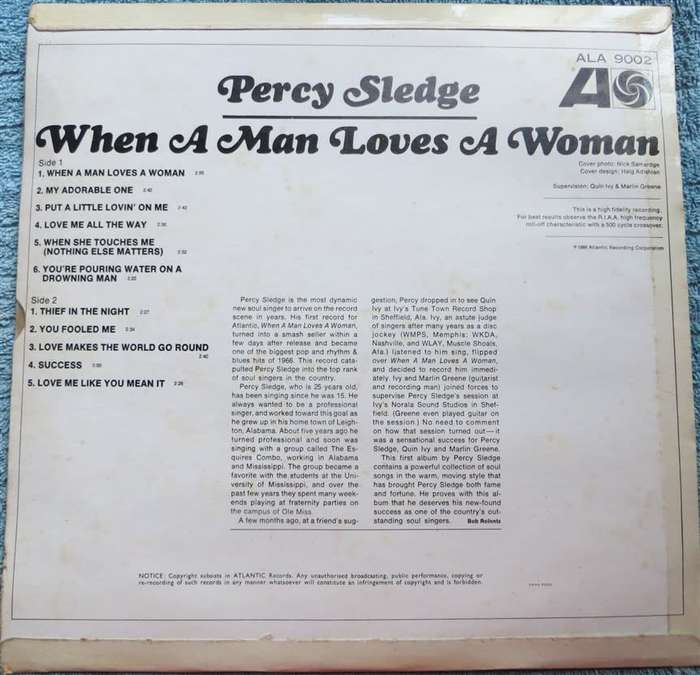 ALA 9002
Percy Sledge
When A Man Loves A Woman
Cover photo: Nick Samardge
Cover design: Haig Adishian
Supervision: Quin Ivy & Marlin Greene
This is a high fidelity recording.
For best results observe the R.I.A.A. high frequency
roll-off characteristic with a 500 cycle crossover.
℗ 1966 Atlantic Recording Corporation
Side 1
1. WHEN A MAN LOVES A WOMAN
2. MY ADORABLE ONE 2:42
3. PUT A LITTLE LOVIN' ON ME
4. LOVE ME ALL THE WAY
5. WHEN SHE TOUCHES ME
(NOTHING ELSE MATTERS)
6. YOU'RE POURING WATER ON A
DROWNING MAN
Side 2
1. THIEF IN THE NIGHT 2:27
2. YOU FOOLED ME 2:34
3. LOVE MAKES THE WORLD GO ROUND
2:40
4. SUCCESS
5. LOVE ME LIKE YOU MEAN IT
Percy Sledge is the most dynamic
new soul singer to arrive on the record
scene in years. His first record for
Atlantic, When A Man Loves A Woman,
turned into a smash seller within a
few days after release and became
one of the biggest pop and rhythm &
blues hits of 1966. This record cata-
pulted Percy Sledge into the top rank
of soul singers in the country.
Percy Sledge, who is 25 years old,
has been singing since he was 15. He
always wanted to be a professional
singer, and worked toward this goal as
he grew up in his home town of Leigh-
ton, Alabama. About five years ago he
turned professional and soon was
singing with a group called The Es-
quires Combo, working in Alabama
and Mississippi. The group became a
favorite with the students at the Uni-
versity of Mississippi, and over the
past few years they spent many week-
ends playing at fraternity parties on
the campus of Ole Miss.
A few months ago, at a friend's sug-
gestion, Percy dropped in to see Quin
Ivy at Ivy's Tune Town Record Shop
in Sheffield, Ala. Ivy, an astute judge
of singers after many years as a disc
jockey (WMPS, Memphis; WKDA,
Nashville, and WLAY, Muscle Shoals,
Ala.) listened to him sing, flipped
over When A Man Loves A Woman,
and decided to record him immedi-
ately. Ivy and Marlin Greene (guitarist
and recording man) joined forces to
supervise Percy Sledge's session at
Ivy's Norala Sound Studios in Shef-
field. (Greene even played guitar on
the session.) No need to comment
on how that session turned out—it
was a sensational success for Percy
Sledge, Quin Ivy and Marlin Greene.
This first album by Percy Sledge
contains a powerful collection of soul
songs in the warm, moving style that
has brought Percy Sledge both fame
and fortune. He proves with this al-
bum that he deserves his new-found
success as one of the country's out-
standing soul singers. Bob Rolontz
NOTICE: Copyright subsists in ATLANTIC Records. Any unauthorised broadcasting, public performance, copying or
re-recording of such records in any manner whatsoever will constitute an infringement of copyright and is forbidden.